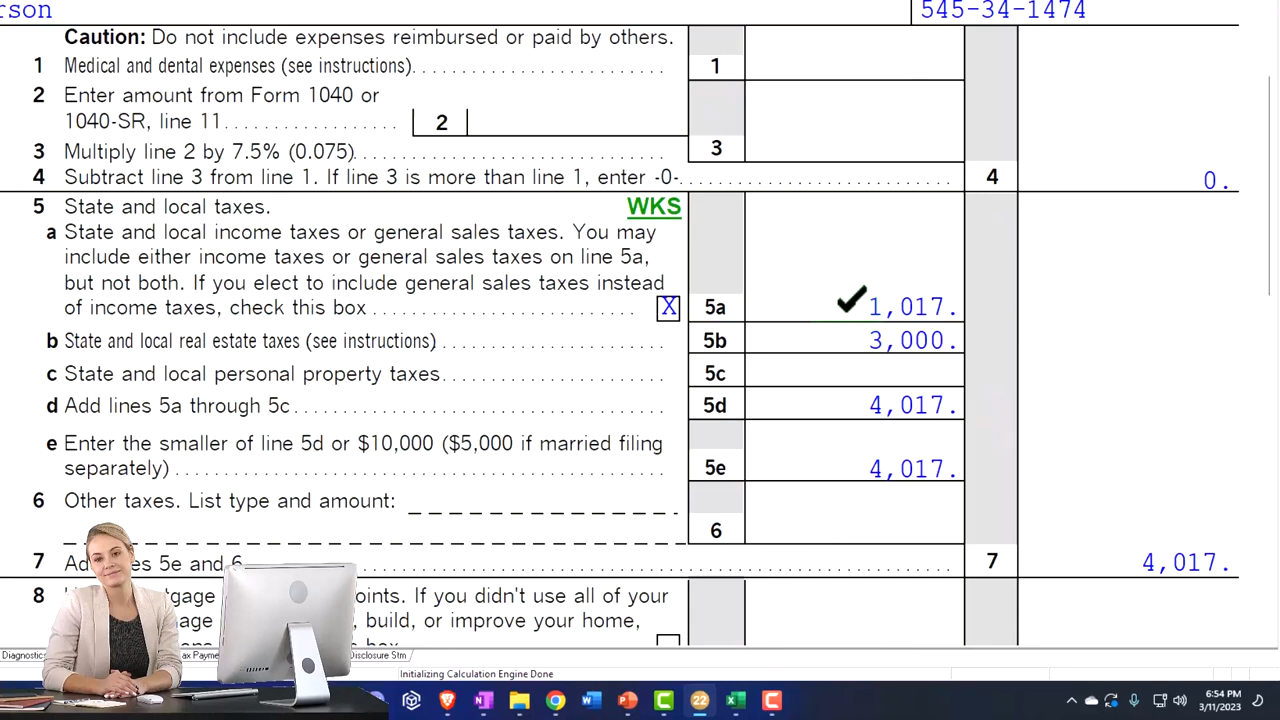 rson 545-34-1474
Caution: Do not include expenses reimbursed or paid by others.
1 Medical and dental expenses (see instructions) 1
2 Enter amount from Form 1040 or
1040-SR, line 11 2
3 Multiply line 2 by 7.5% (0.075) 3
4 Subtract line 3 from line 1. If line 3 is more than line 1, enter -0- 4 0.
5 State and local taxes. WKS
a State and local income taxes or general sales taxes. You may
include either income taxes or general sales taxes on line 5a,
but not both. If you elect to include general sales taxes instead
of income taxes, check this box X 5a 1,017.
b State and local real estate taxes (see instructions) 5b 3,000.
c State and local personal property taxes 5c
d Add lines 5a through 5c 5d 4,017.
e Enter the smaller of line 5d or $10,000 ($5,000 if married filing
separately) 5e 4,017.
6 Other taxes. List type and amount:
6
7 Ad es 5e and 6 7 4,017.
8 tgage oints. If you didn't use all of your
age , build, or improve your home,
Diagnostics ax Payme Disclosure Stm
Initializing Calculation Engine Done
22
6:54 PM
3/11/2023